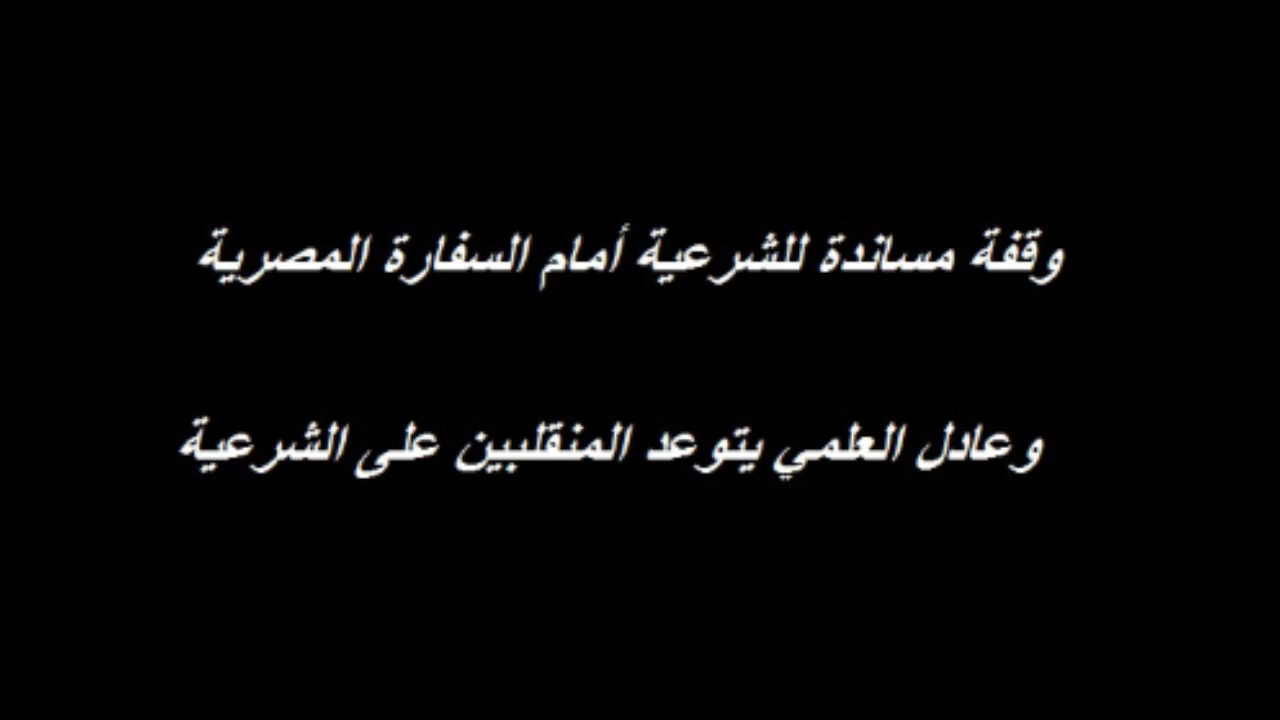 وقفة مساندة للشرعية أمام السفارة المصرية
وعادل العلمي يتوعد المنقلبين على الشرعية